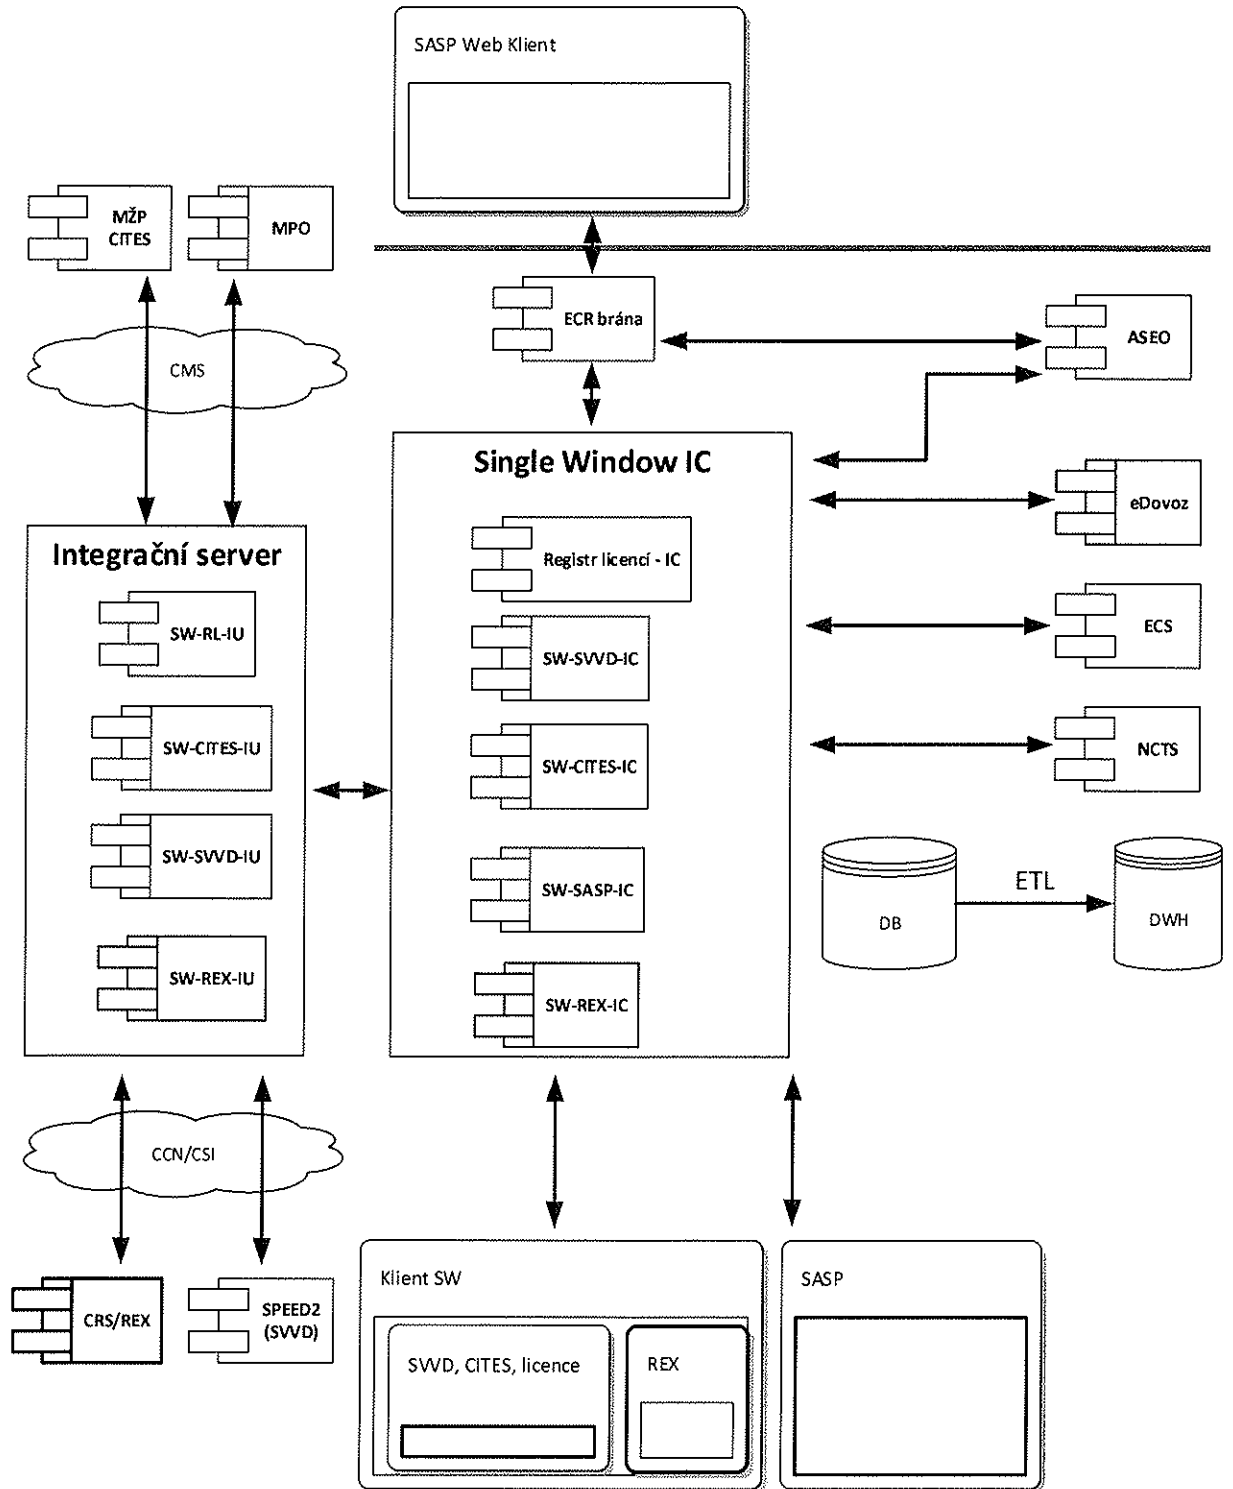 SASP Web Klient
MŽP
CITES
MPO
ECR brána
ASEO
CMS
Single Window IC
eDovoz
Integrační server
Registr licencí - IC
SW-RL-IU
SW-SVVD-IC
ECS
SW-CITES-IU
SW-CITES-IC
NCTS
SW-SVVD-IU
SW-SASP-IC
ETL
DB
DWH
SW-REX-IU
SW-REX-IC
CCN/CSI
Klient SW
SASP
CRS/REX
SPEED2
(SVVD)
SVVD, CITES, licence
REX